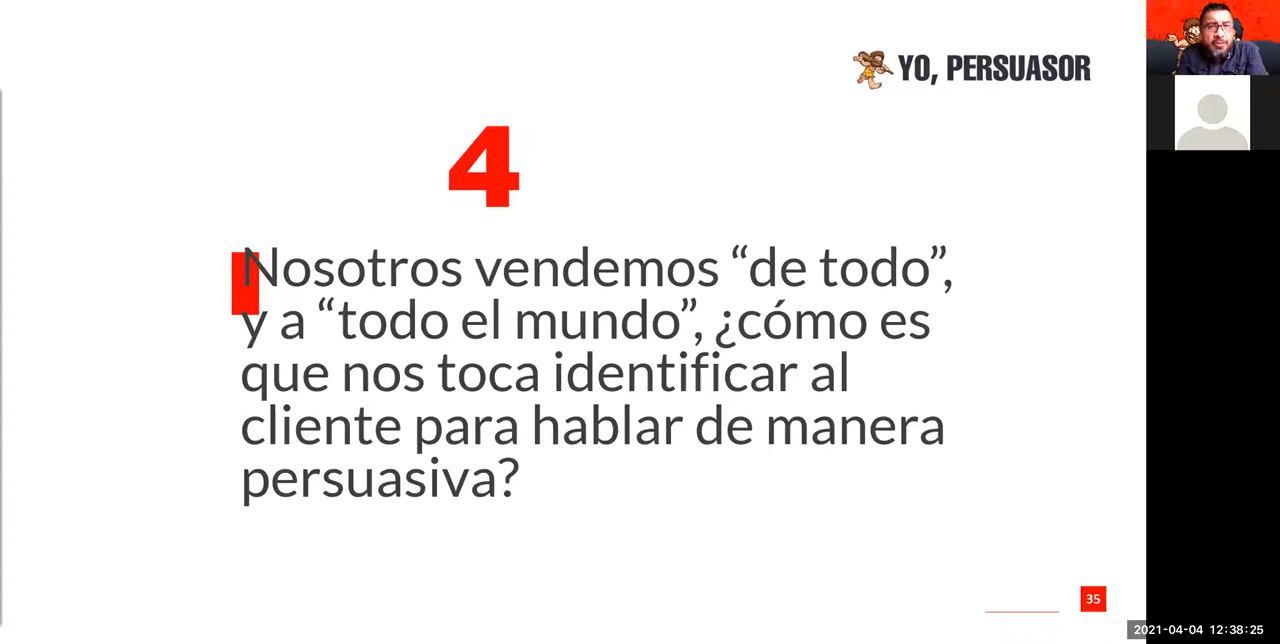 YO, PERSUASOR
4
Nosotros vendemos “de todo”,
y a “todo el mundo”, ¿cómo es
que nos toca identificar al
cliente para hablar de manera
persuasiva?
35
2021-04-04 12:38:25